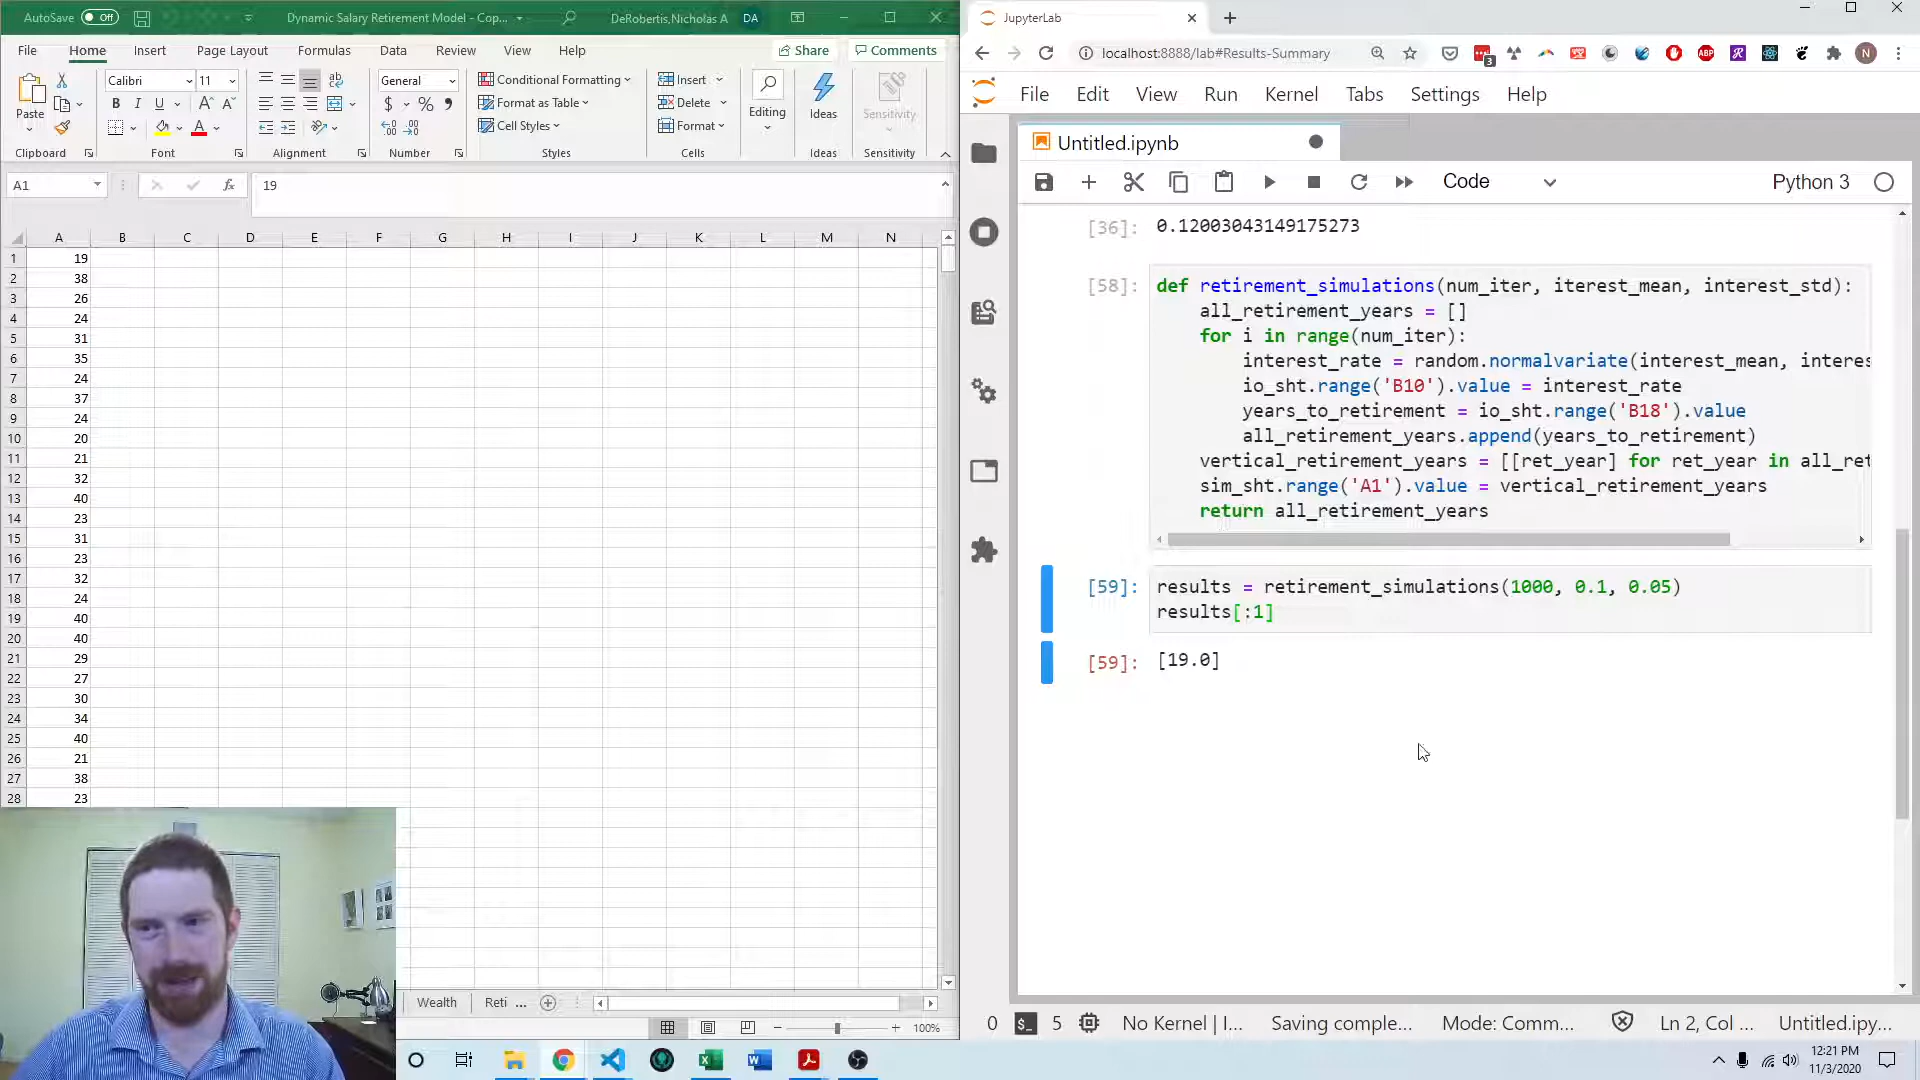 AutoSave Off Dynamic Salary Retirement Model - Cop... DeRobertis,Nicholas A DA
File Home Insert Page Layout Formulas Data Review View Help Share Comments
Calibri 11 ab General Conditional Formatting Insert
Paste B I U A A $ % Format as Table Delete Editing Ideas Sensitivity
A Cell Styles Format
Clipboard Font Alignment Number Styles Cells Ideas Sensitivity
A1 fx 19
A B C D E F G H I J K L M N
1 19
2 38
3 26
4 24
5 31
6 35
7 24
8 37
9 24
10 20
11 21
12 32
13 40
14 23
15 31
16 23
17 32
18 24
19 40
20 40
21 29
22 27
23 30
24 34
25 40
26 21
27 38
28 23
Wealth Reti ...
100%
JupyterLab
localhost:8888/lab#Results-Summary 3 ABP N
File Edit View Run Kernel Tabs Settings Help
Untitled.ipynb
Code Python 3
[36]: 0.12003043149175273
[58]: def retirement_simulations(num_iter, iterest_mean, interest_std):
all_retirement_years = []
for i in range(num_iter):
interest_rate = random.normalvariate(interest_mean, interes
io_sht.range('B10').value = interest_rate
years_to_retirement = io_sht.range('B18').value
all_retirement_years.append(years_to_retirement)
vertical_retirement_years = [[ret_year] for ret_year in all_ret
sim_sht.range('A1').value = vertical_retirement_years
return all_retirement_years
[59]: results = retirement_simulations(1000, 0.1, 0.05)
results[:1]
[59]: [19.0]
0 $_ 5 No Kernel | I... Saving comple... Mode: Comm... Ln 2, Col ... Untitled.ipy...
12:21 PM
11/3/2020